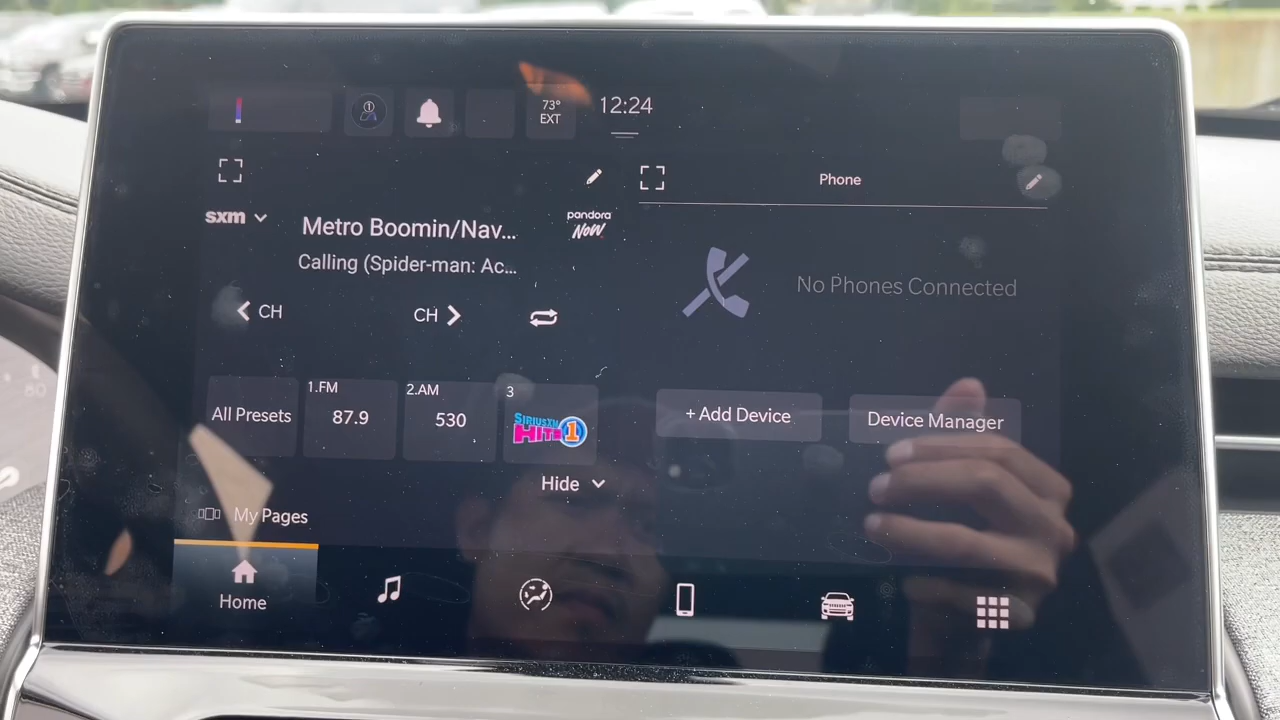 73°
EXT
12:24
Phone
sxm
Metro Boomin/Nav...
pandora
NOW
Calling (Spider-man: Ac...
No Phones Connected
CH
CH
All Presets
1.FM
87.9
2.AM
530
3
SIRIUSXM
HITS 1
+ Add Device
Device Manager
Hide
My Pages
Home
80
1